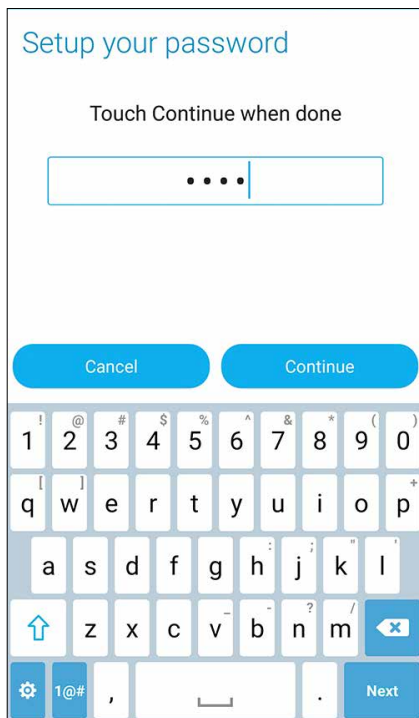 Setup your password
Touch Continue when done
••••
Cancel Continue
! @ # $ % ^ & * ( )
1 2 3 4 5 6 7 8 9 0
[ ] +
q w e r t y u i o p
: ; " '
a s d f g h j k l
_ - ? /
z x c v b n m
1@# , . Next